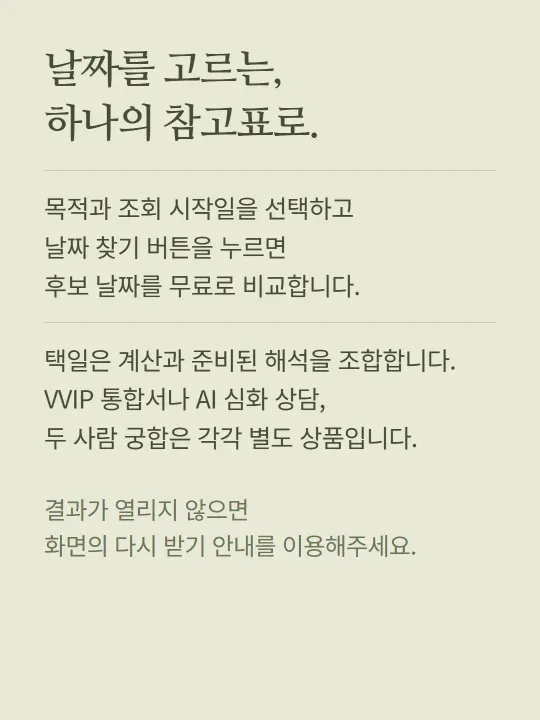 날짜를 고르는,
하나의 참고표로.
목적과 조회 시작일을 선택하고
날짜 찾기 버튼을 누르면
후보 날짜를 무료로 비교합니다.
택일은 계산과 준비된 해석을 조합합니다.
VVIP 통합서나 AI 심화 상담,
두 사람 궁합은 각각 별도 상품입니다.
결과가 열리지 않으면
화면의 다시 받기 안내를 이용해주세요.